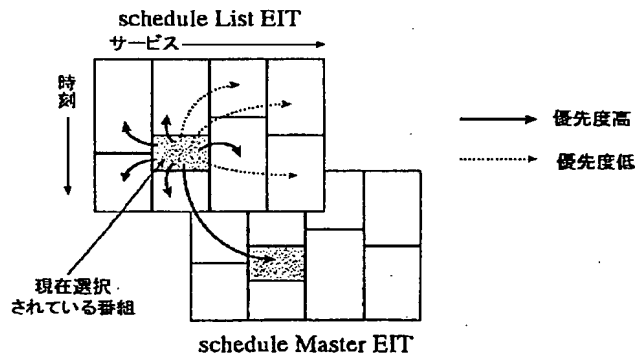 schedule List EIT
サービス
時刻
優先度高
優先度低
現在選択
されている番組
schedule Master EIT